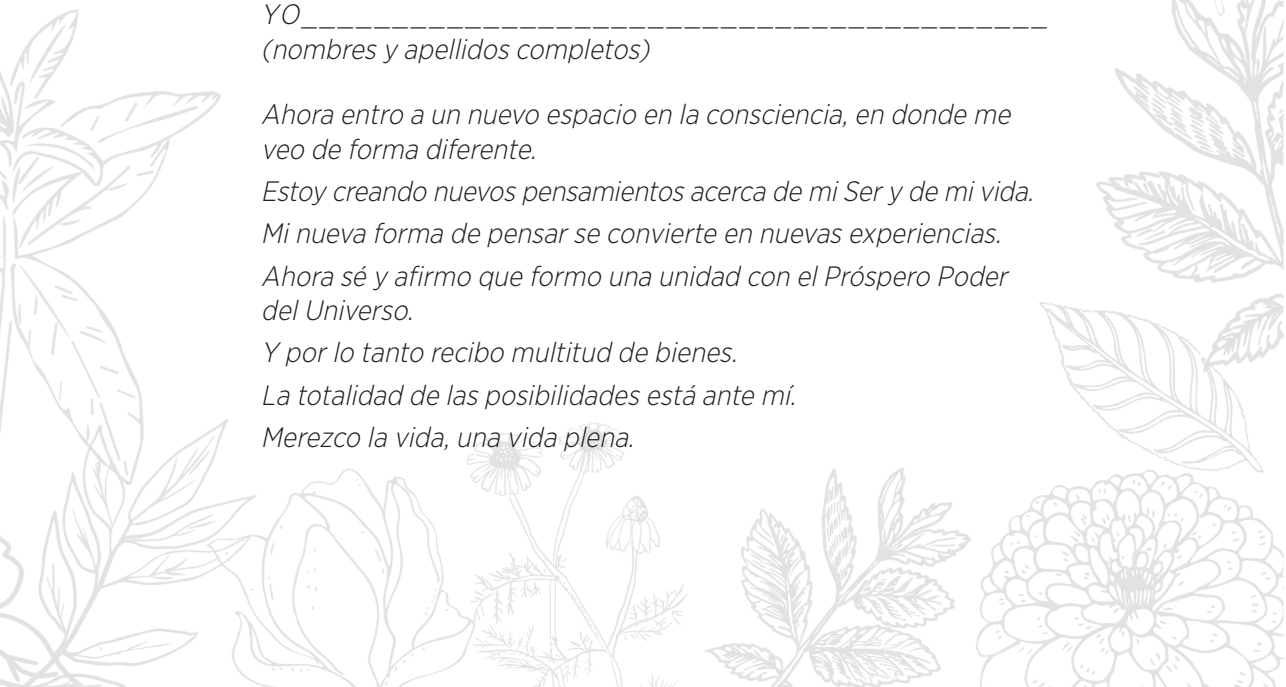 YO_________________________________________
(nombres y apellidos completos)
Ahora entro a un nuevo espacio en la consciencia, en donde me
veo de forma diferente.
Estoy creando nuevos pensamientos acerca de mi Ser y de mi vida.
Mi nueva forma de pensar se convierte en nuevas experiencias.
Ahora sé y afirmo que formo una unidad con el Próspero Poder
del Universo.
Y por lo tanto recibo multitud de bienes.
La totalidad de las posibilidades está ante mí.
Merezco la vida, una vida plena.